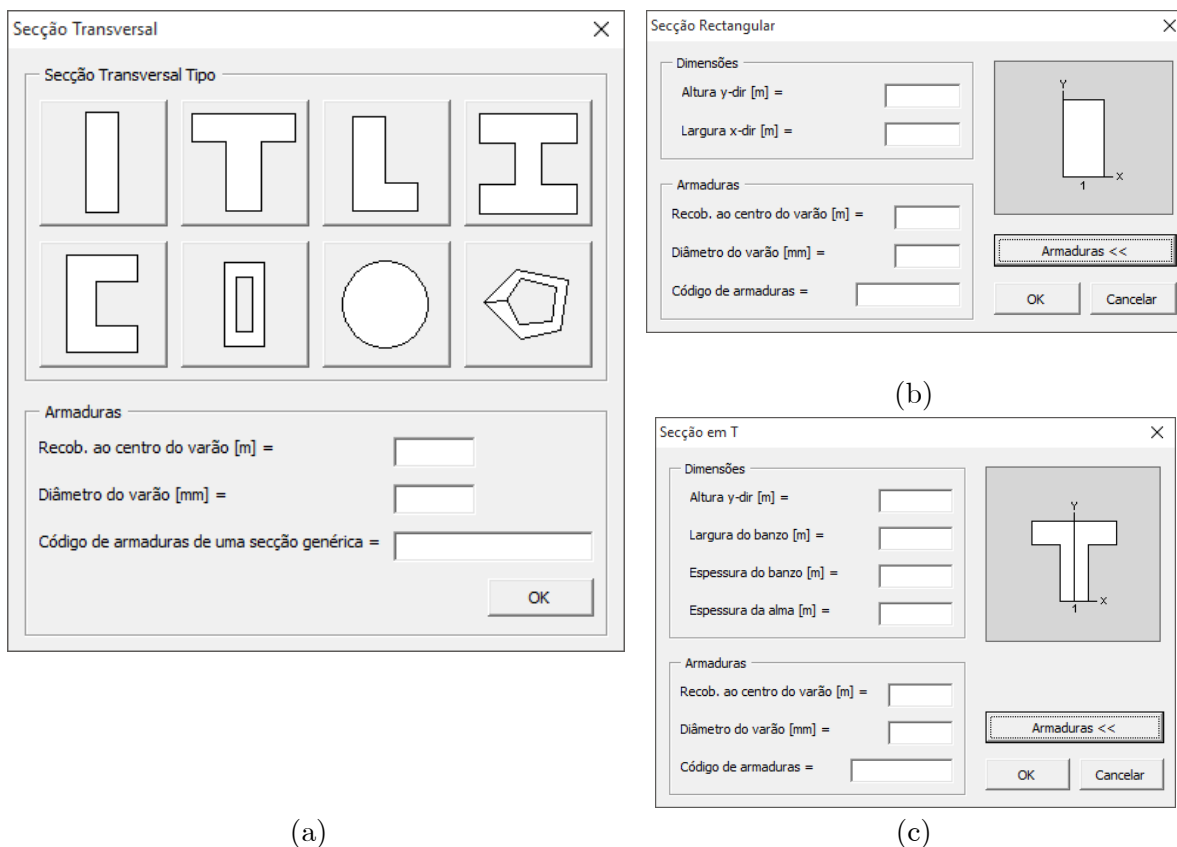 Secção Transversal
Secção Transversal Tipo
Armaduras
Recob. ao centro do varão [m] =
Diâmetro do varão [mm] =
Código de armaduras de uma secção genérica =
OK
(a)
Secção Rectangular
Dimensões
Altura y-dir [m] =
Largura x-dir [m] =
Y
X
1
Armaduras
Recob. ao centro do varão [m] =
Diâmetro do varão [mm] =
Código de armaduras =
Armaduras <<
OK Cancelar
(b)
Secção em T
Dimensões
Altura y-dir [m] =
Largura do banzo [m] =
Espessura do banzo [m] =
Espessura da alma [m] =
Y
X
1
Armaduras
Recob. ao centro do varão [m] =
Diâmetro do varão [mm] =
Código de armaduras =
Armaduras <<
OK Cancelar
(c)